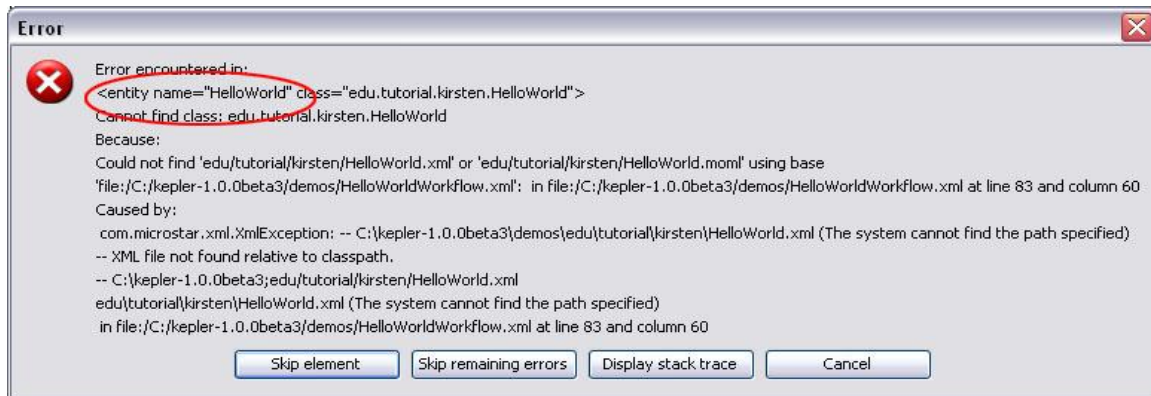 Error
Error encountered in:
<entity name="HelloWorld" class="edu.tutorial.kirsten.HelloWorld">
Cannot find class: edu.tutorial.kirsten.HelloWorld
Because:
Could not find 'edu/tutorial/kirsten/HelloWorld.xml' or 'edu/tutorial/kirsten/HelloWorld.moml' using base
'file:/C:/kepler-1.0.0beta3/demos/HelloWorldWorkflow.xml':  in file:/C:/kepler-1.0.0beta3/demos/HelloWorldWorkflow.xml at line 83 and column 60
Caused by:
com.microstar.xml.XmlException: -- C:\kepler-1.0.0beta3\demos\edu\tutorial\kirsten\HelloWorld.xml (The system cannot find the path specified)
-- XML file not found relative to classpath.
-- C:\kepler-1.0.0beta3;edu/tutorial/kirsten/HelloWorld.xml
edu\tutorial\kirsten\HelloWorld.xml (The system cannot find the path specified)
in file:/C:/kepler-1.0.0beta3/demos/HelloWorldWorkflow.xml at line 83 and column 60
Skip element Skip remaining errors Display stack trace Cancel